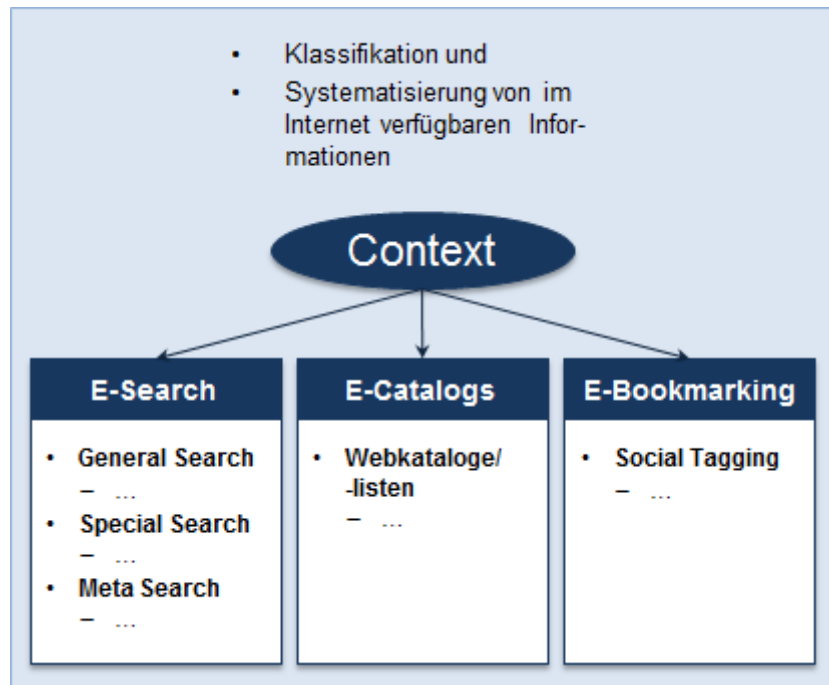 • Klassifikation und
• Systematisierung von im
Internet verfügbaren Infor-
mationen
Context
E-Search
• General Search
– ...
• Special Search
– ...
• Meta Search
– ...
E-Catalogs
• Webkataloge/
-listen
– ...
E-Bookmarking
• Social Tagging
– ...